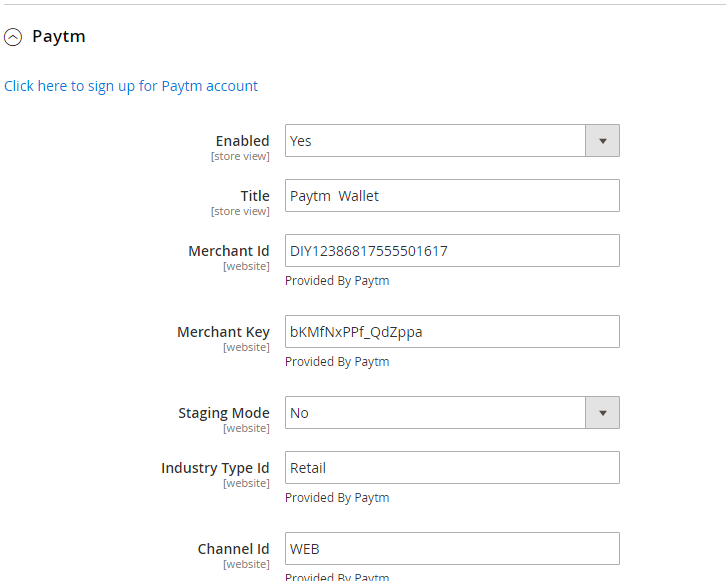 Paytm
Click here to sign up for Paytm account
Enabled
[store view]
Yes
Title
[store view]
Paytm  Wallet
Merchant Id
[website]
DIY12386817555501617
Provided By Paytm
Merchant Key
[website]
bKMfNxPPf_QdZppa
Provided By Paytm
Staging Mode
[website]
No
Industry Type Id
[website]
Retail
Provided By Paytm
Channel Id
[website]
WEB
Provided By Paytm